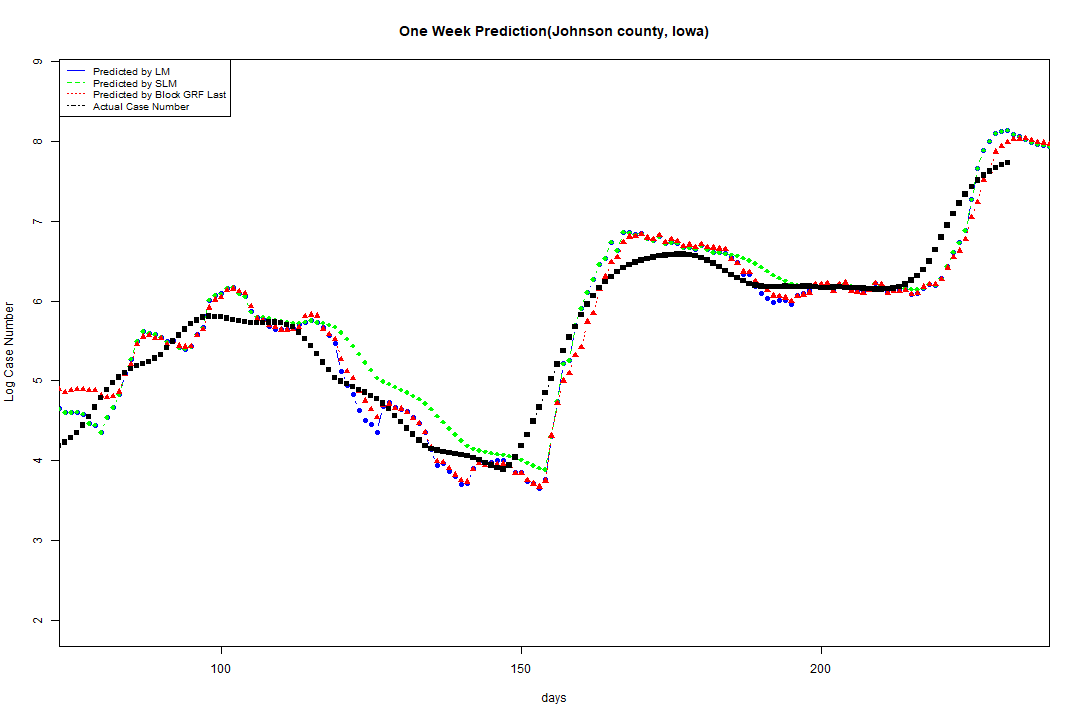 One Week Prediction(Johnson county, Iowa)
Predicted by LM
Predicted by SLM
Predicted by Block GRF Last
Actual Case Number
Log Case Number
9
8
7
6
5
4
3
2
100 150 200
days